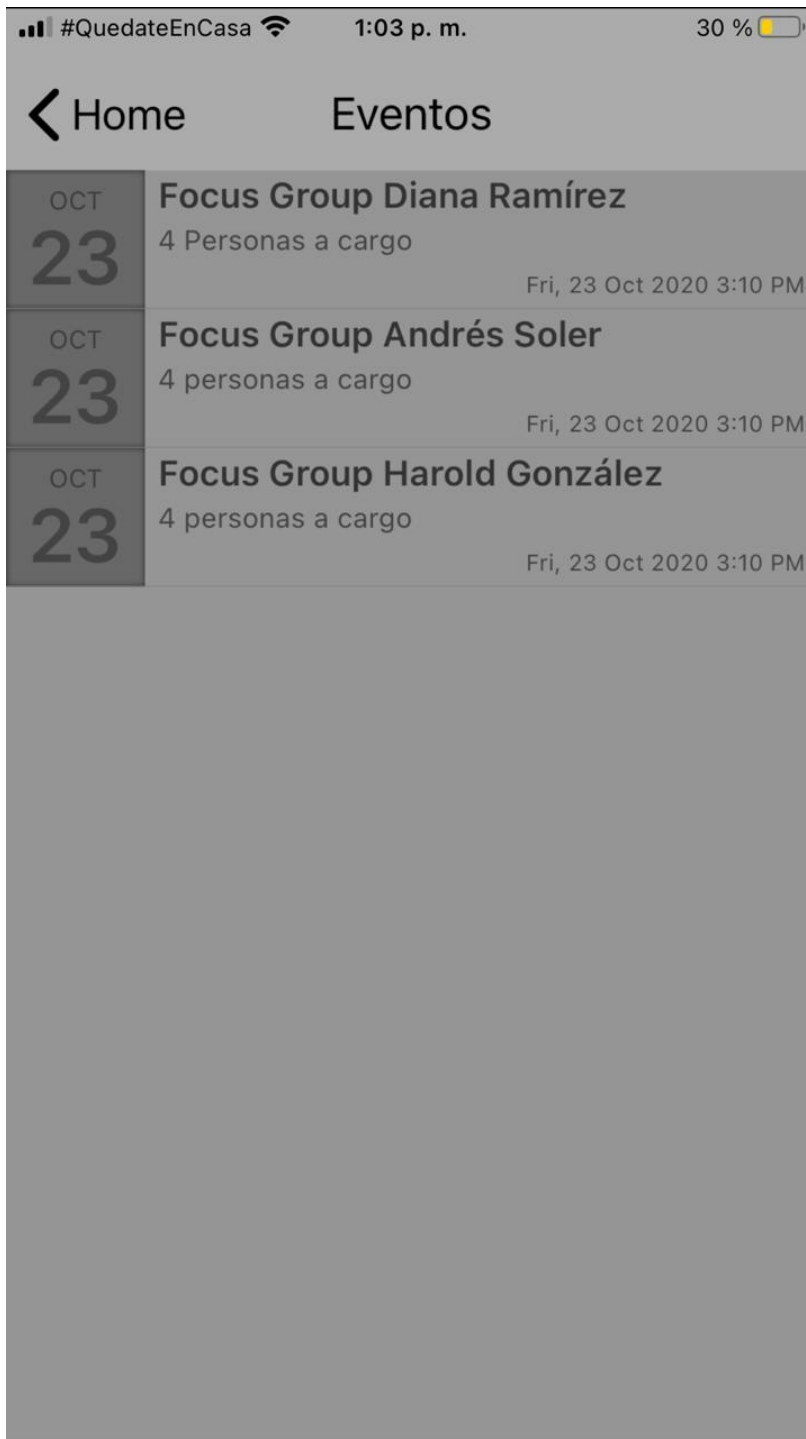 #QuedateEnCasa 1:03 p. m. 30 %
Home Eventos
OCT
23
Focus Group Diana Ramírez
4 Personas a cargo
Fri, 23 Oct 2020 3:10 PM
OCT
23
Focus Group Andrés Soler
4 personas a cargo
Fri, 23 Oct 2020 3:10 PM
OCT
23
Focus Group Harold González
4 personas a cargo
Fri, 23 Oct 2020 3:10 PM